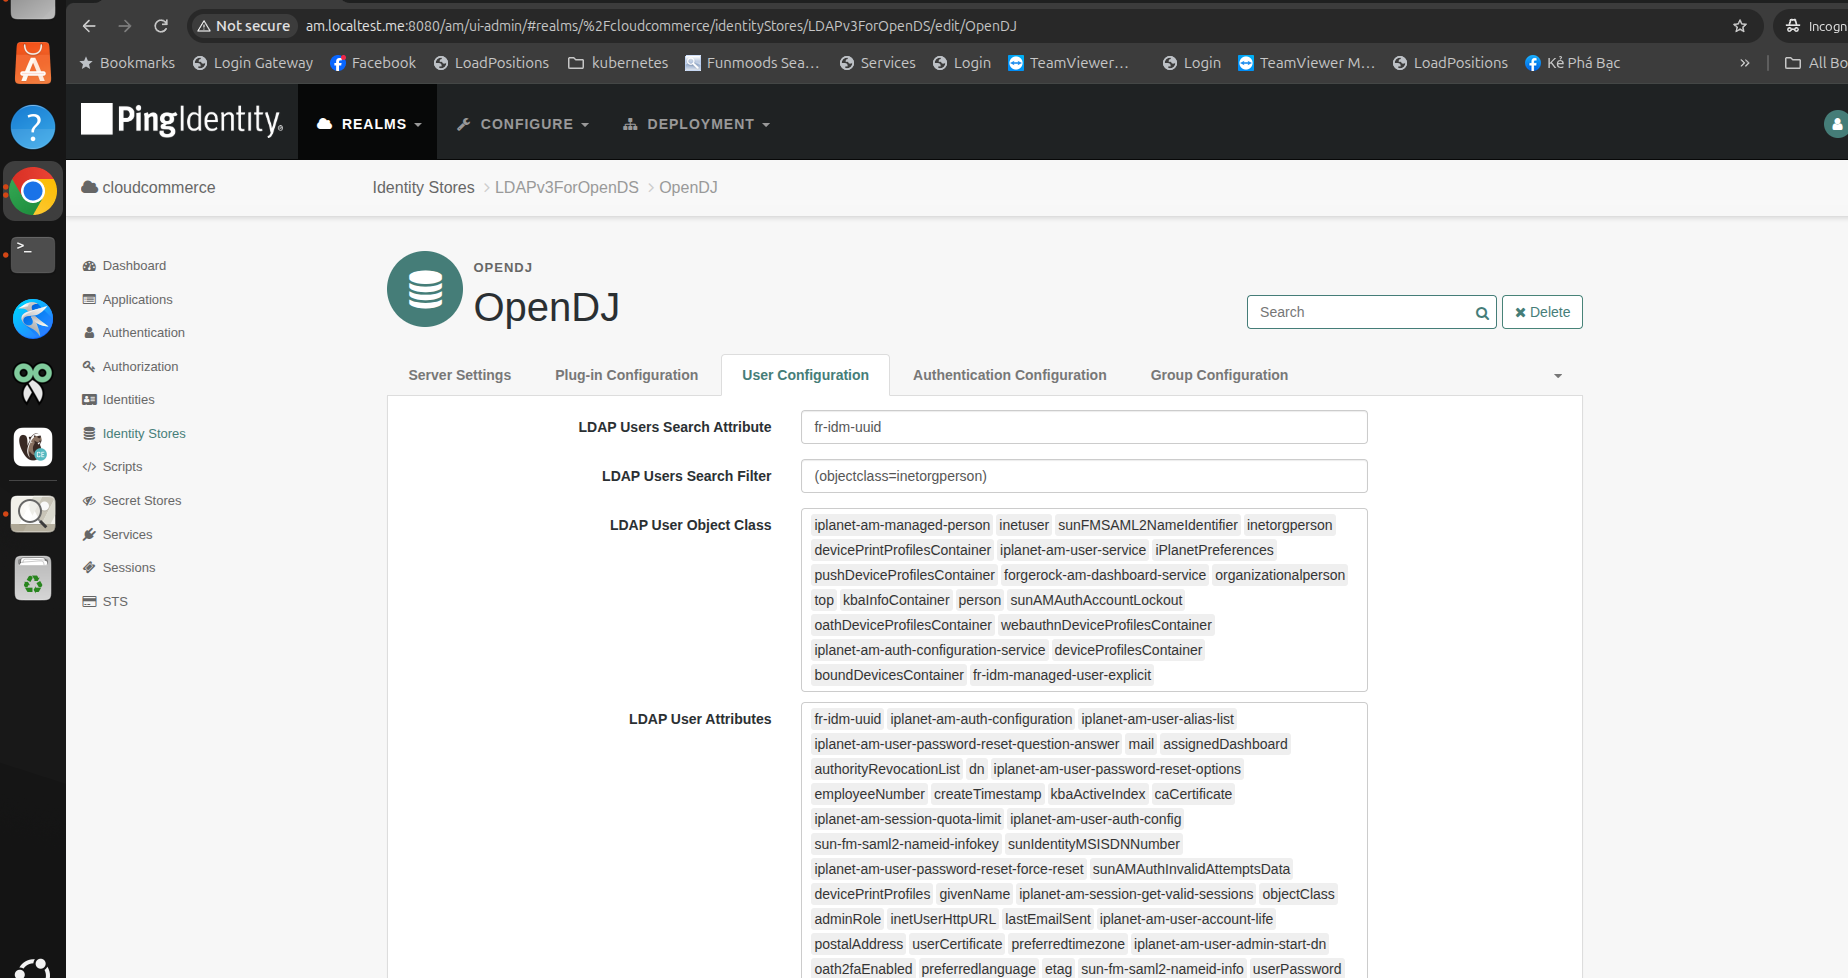 Not secure am.localtest.me:8080/am/ui-admin/#realms/%2Fcloudcommerce/identityStores/LDAPv3ForOpenDS/edit/OpenDJ
Bookmarks Login Gateway Facebook LoadPositions kubernetes Funmoods Sea... Services Login TeamViewer... Login TeamViewer M... LoadPositions Kẻ Phá Bạc » All Bo
PingIdentity REALMS CONFIGURE DEPLOYMENT
cloudcommerce Identity Stores LDAPv3ForOpenDS OpenDJ
Dashboard
Applications
Authentication
Authorization
Identities
Identity Stores
Scripts
Secret Stores
Services
Sessions
STS
OPENDJ
OpenDJ
Search
Delete
Server Settings Plug-in Configuration User Configuration Authentication Configuration Group Configuration
LDAP Users Search Attribute fr-idm-uuid
LDAP Users Search Filter (objectclass=inetorgperson)
LDAP User Object Class iplanet-am-managed-person inetuser sunFMSAML2NameIdentifier inetorgperson
devicePrintProfilesContainer iplanet-am-user-service iPlanetPreferences
pushDeviceProfilesContainer forgerock-am-dashboard-service organizationalperson
top kbaInfoContainer person sunAMAuthAccountLockout
oathDeviceProfilesContainer webauthnDeviceProfilesContainer
iplanet-am-auth-configuration-service deviceProfilesContainer
boundDevicesContainer fr-idm-managed-user-explicit
LDAP User Attributes fr-idm-uuid iplanet-am-auth-configuration iplanet-am-user-alias-list
iplanet-am-user-password-reset-question-answer mail assignedDashboard
authorityRevocationList dn iplanet-am-user-password-reset-options
employeeNumber createTimestamp kbaActiveIndex caCertificate
iplanet-am-session-quota-limit iplanet-am-user-auth-config
sun-fm-saml2-nameid-infokey sunIdentityMSISDNNumber
iplanet-am-user-password-reset-force-reset sunAMAuthInvalidAttemptsData
devicePrintProfiles givenName iplanet-am-session-get-valid-sessions objectClass
adminRole inetUserHttpURL lastEmailSent iplanet-am-user-account-life
postalAddress userCertificate preferredtimezone iplanet-am-user-admin-start-dn
oath2faEnabled preferredlanguage etag sun-fm-saml2-nameid-info userPassword